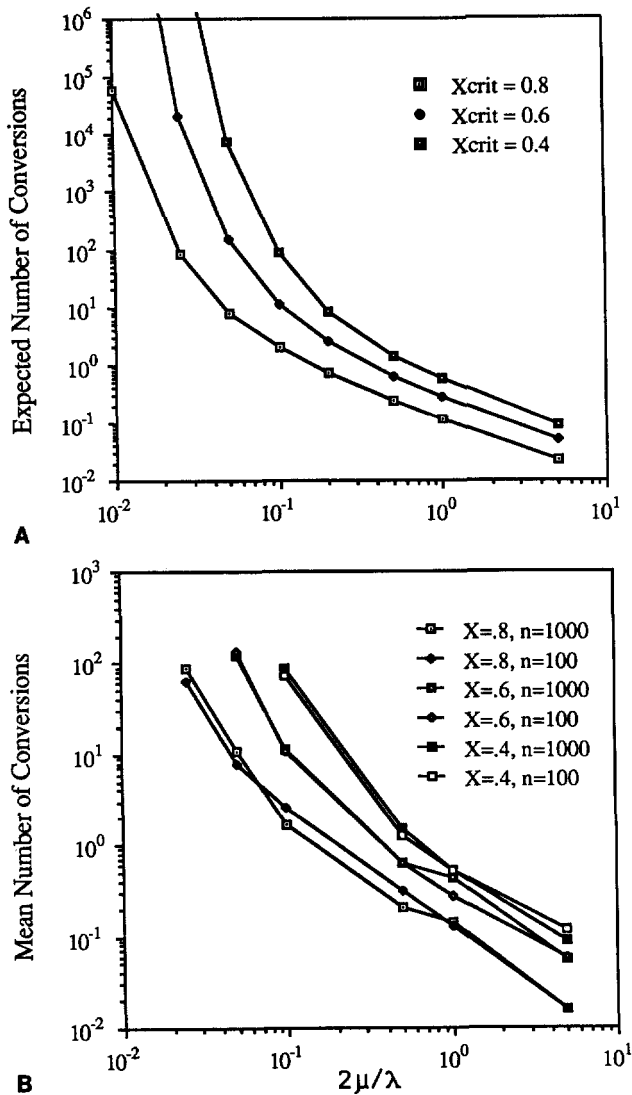 Expected Number of Conversions
10^6
10^5
10^4
10^3
10^2
10^1
10^0
10^-1
10^-2
Xcrit = 0.8
Xcrit = 0.6
Xcrit = 0.4
10^-2
10^-1
10^0
10^1
A
Mean Number of Conversions
10^3
10^2
10^1
10^0
10^-1
10^-2
X=.8, n=1000
X=.8, n=100
X=.6, n=1000
X=.6, n=100
X=.4, n=1000
X=.4, n=100
10^-2
10^-1
10^0
10^1
2μ/λ
B